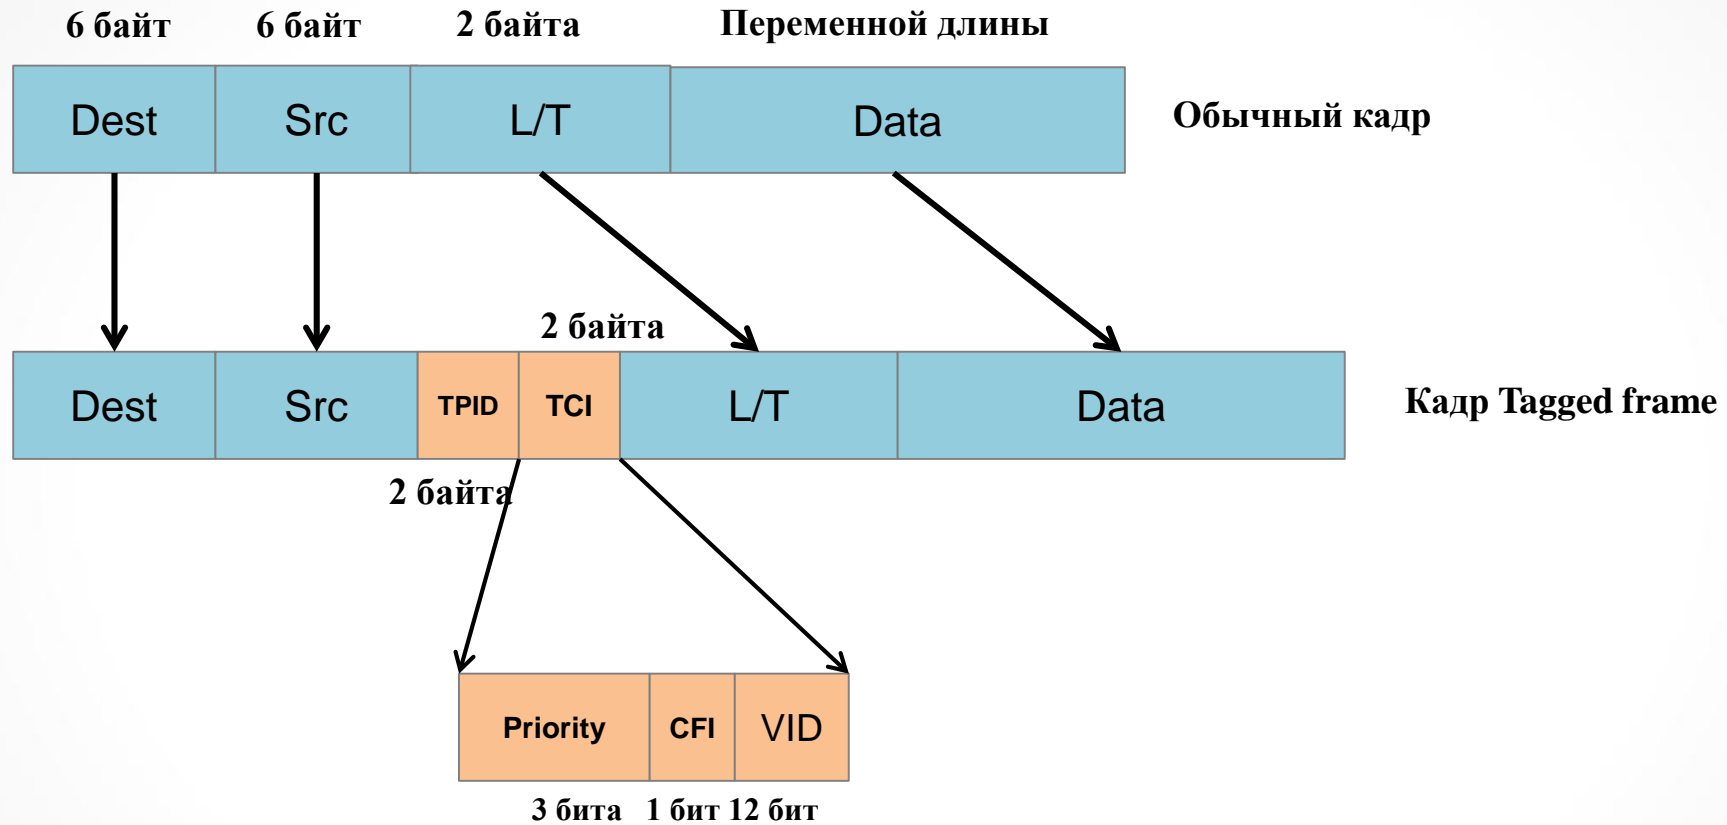 6 байт 6 байт 2 байта Переменной длины
Dest Src L/T Data Обычный кадр
2 байта
Dest Src TPID TCI L/T Data Кадр Tagged frame
2 байта
Priority CFI VID
3 бита 1 бит 12 бит